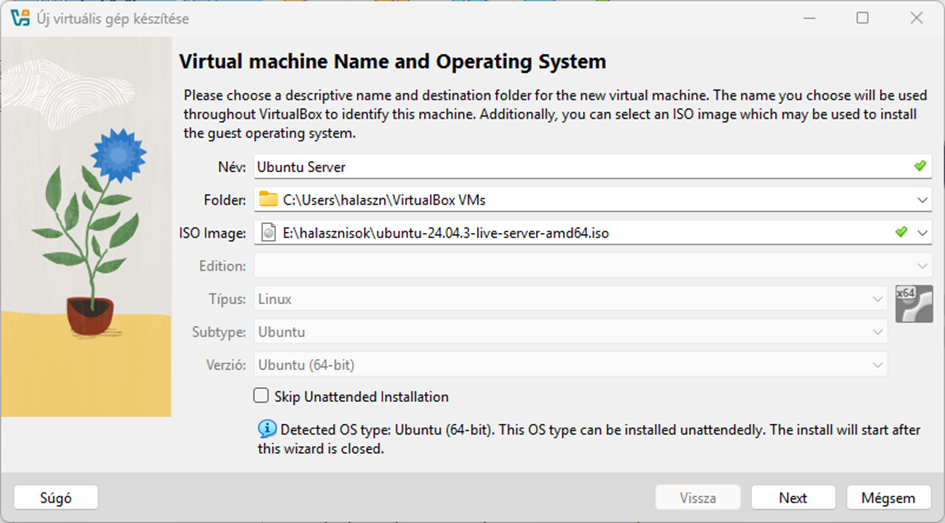 Új virtuális gép készítése
Virtual machine Name and Operating System
Please choose a descriptive name and destination folder for the new virtual machine. The name you choose will be used
throughout VirtualBox to identify this machine. Additionally, you can select an ISO image which may be used to install
the guest operating system.
Név: Ubuntu Server
Folder: C:\Users\halaszn\VirtualBox VMs
ISO Image: E:\halasznisok\ubuntu-24.04.3-live-server-amd64.iso
Edition:
Típus: Linux
x64
Subtype: Ubuntu
Verzió: Ubuntu (64-bit)
Skip Unattended Installation
Detected OS type: Ubuntu (64-bit). This OS type can be installed unattendedly. The install will start after
this wizard is closed.
Súgó Vissza Next Mégsem